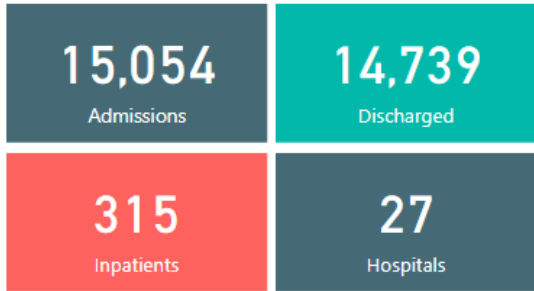 15,054
Admissions
14,739
Discharged
315
Inpatients
27
Hospitals